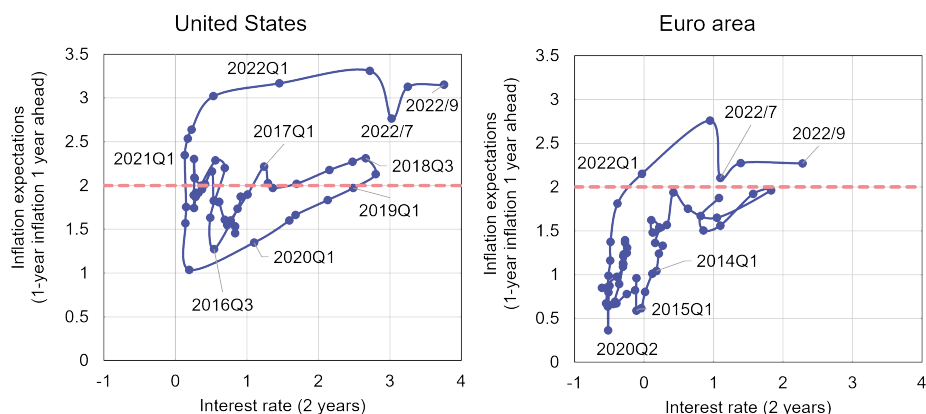 United States
Inflation expectations
(1-year inflation 1 year ahead)
3.5
3
2.5
2
1.5
1
0.5
0
-1
0
1
2
3
4
Interest rate (2 years)
2022Q1
2022/9
2022/7
2017Q1
2021Q1
2018Q3
2019Q1
2020Q1
2016Q3
Euro area
Inflation expectations
(1-year inflation 1 year ahead)
3.5
3
2.5
2
1.5
1
0.5
0
-1
0
1
2
3
4
Interest rate (2 years)
2022/7
2022/9
2022Q1
2014Q1
2015Q1
2020Q2